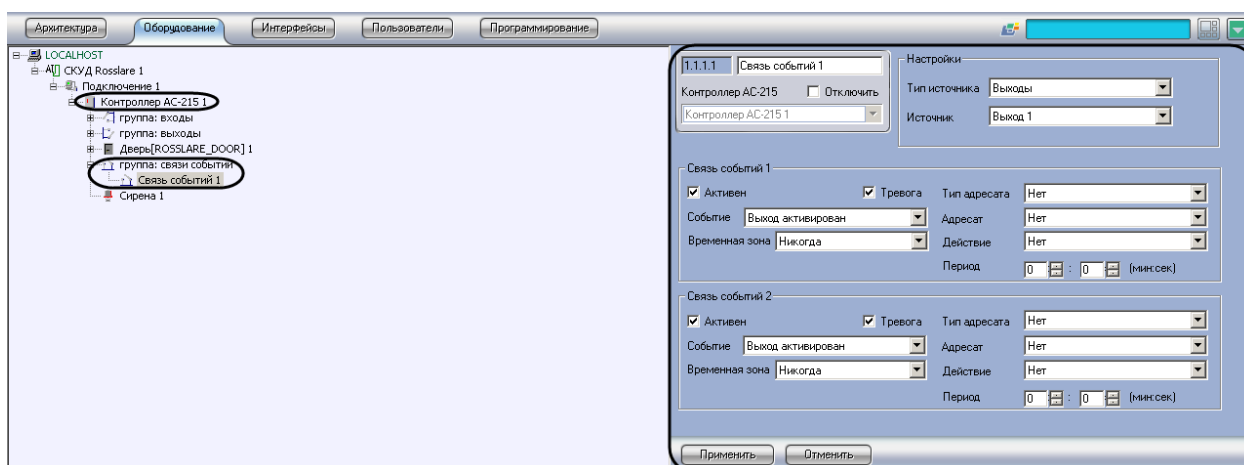 Архитектура Оборудование Интерфейсы Пользователи Программирование
LOCALHOST
СКУД Rosslare 1
Подключение 1
Контроллер AC-215 1
группа: входы
группа: выходы
Дверь[ROSSLARE_DOOR] 1
группа: связи событий
Связь событий 1
Сирена 1
1.1.1.1 Связь событий 1
Контроллер AC-215 Отключить
Контроллер AC-215 1
Настройки
Тип источника Выходы
Источник Выход 1
Связь событий 1
Активен Тревога Тип адресата Нет
Событие Выход активирован Адресат Нет
Временная зона Никогда Действие Нет
Период 0 : 0 (мин:сек)
Связь событий 2
Активен Тревога Тип адресата Нет
Событие Выход активирован Адресат Нет
Временная зона Никогда Действие Нет
Период 0 : 0 (мин:сек)
Применить Отменить